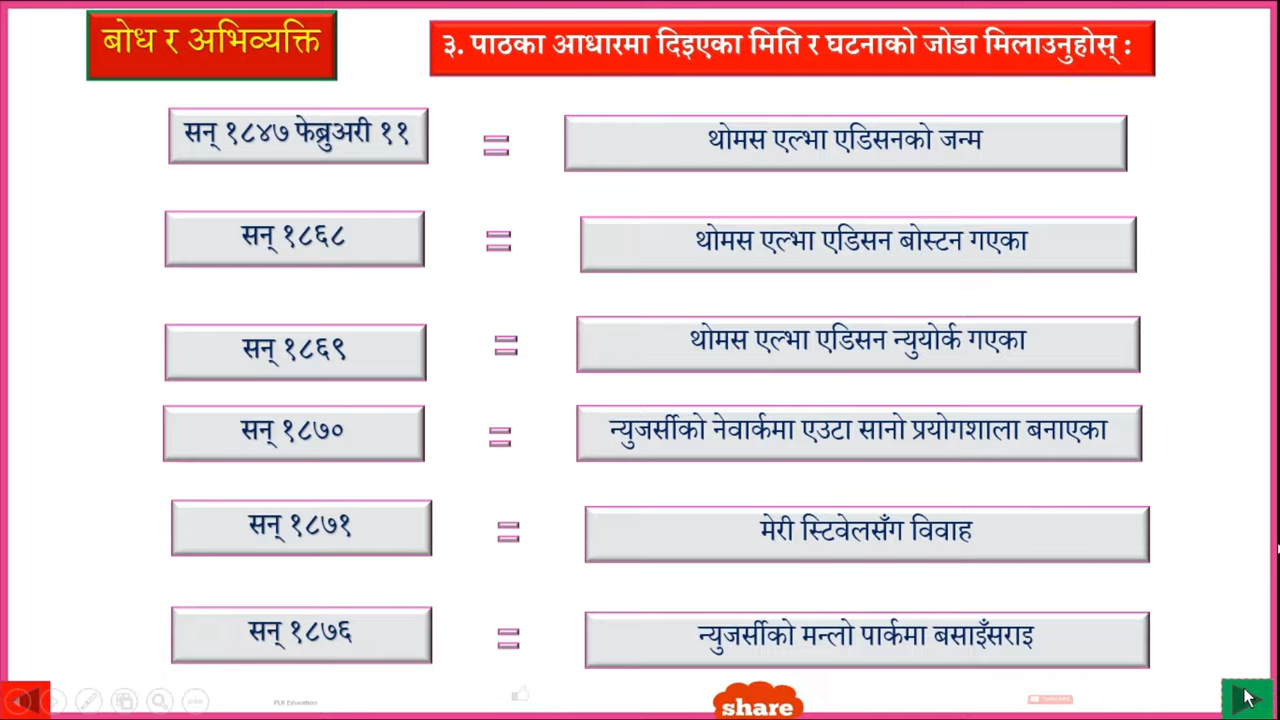 बोध र अभिव्यक्ति
३. पाठका आधारमा दिइएका मिति र घटनाको जोडा मिलाउनुहोस् :
सन् १८४७ फेब्रुअरी ११ = थोमस एल्भा एडिसनको जन्म
सन् १८६८ = थोमस एल्भा एडिसन बोस्टन गएका
सन् १८६९ = थोमस एल्भा एडिसन न्युयोर्क गएका
सन् १८७० = न्युजर्सीको नेवार्कमा एउटा सानो प्रयोगशाला बनाएका
सन् १८७१ = मेरी स्टिवेलसँग विवाह
सन् १८७६ = न्युजर्सीको मन्लो पार्कमा बसाइँसराइ
PLR Education
share